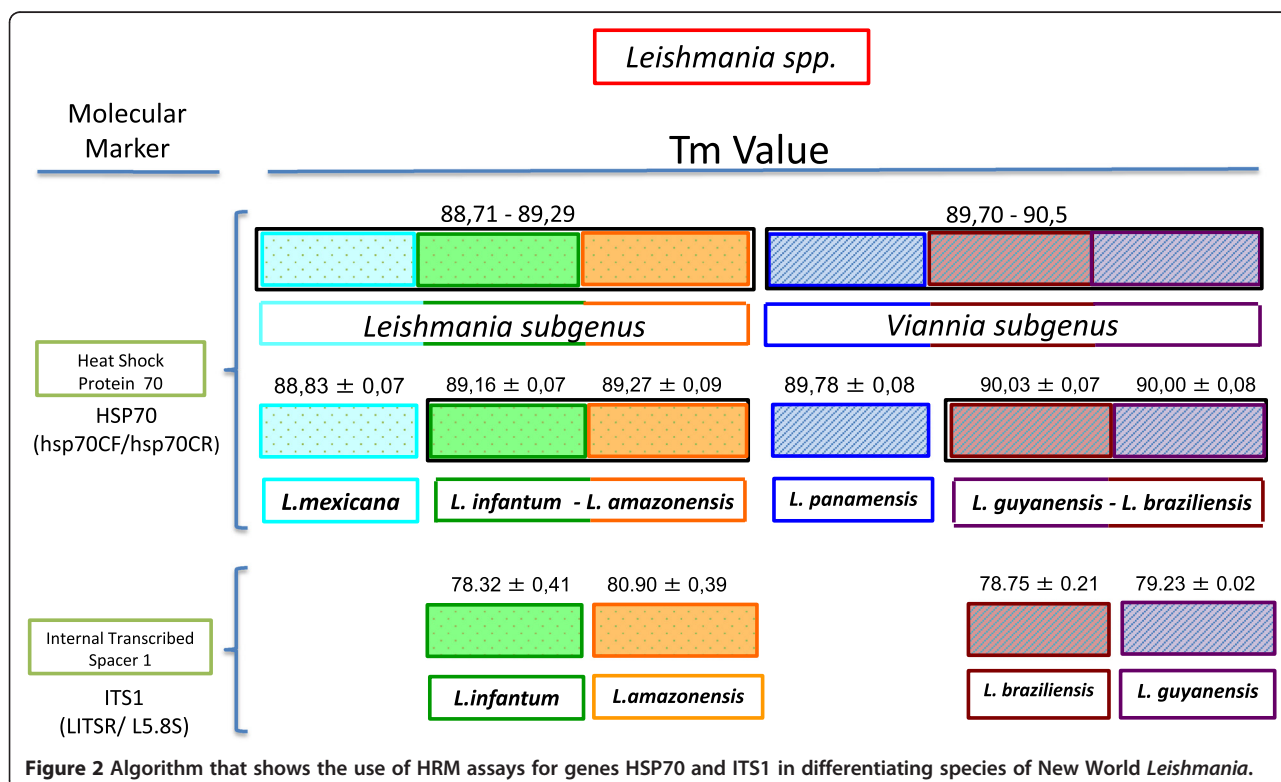 Leishmania spp.
Molecular
Marker
Tm Value
88,71 - 89,29
89,70 - 90,5
Leishmania subgenus
Viannia subgenus
Heat Shock
Protein 70
HSP70
(hsp70CF/hsp70CR)
88,83 ± 0,07
89,16 ± 0,07
89,27 ± 0,09
89,78 ± 0,08
90,03 ± 0,07
90,00 ± 0,08
L.mexicana
L. infantum - L. amazonensis
L. panamensis
L. guyanensis - L. braziliensis
Internal Transcribed
Spacer 1
ITS1
(LITSR/ L5.8S)
78.32 ± 0,41
80.90 ± 0,39
78.75 ± 0.21
79.23 ± 0.02
L.infantum
L.amazonensis
L. braziliensis
L. guyanensis
Figure 2 Algorithm that shows the use of HRM assays for genes HSP70 and ITS1 in differentiating species of New World Leishmania.